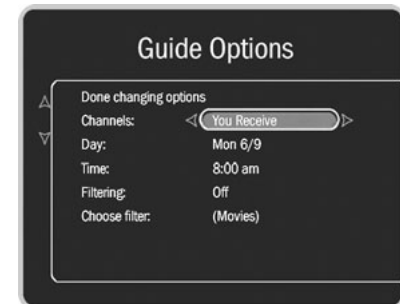 Guide Options
Done changing options
Channels: You Receive
Day: Mon 6/9
Time: 8:00 am
Filtering: Off
Choose filter: (Movies)